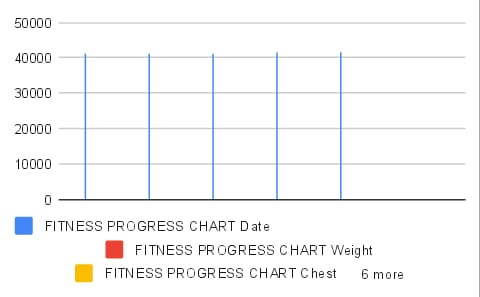 50000
40000
30000
20000
10000
0
FITNESS PROGRESS CHART Date
FITNESS PROGRESS CHART Weight
FITNESS PROGRESS CHART Chest 6 more